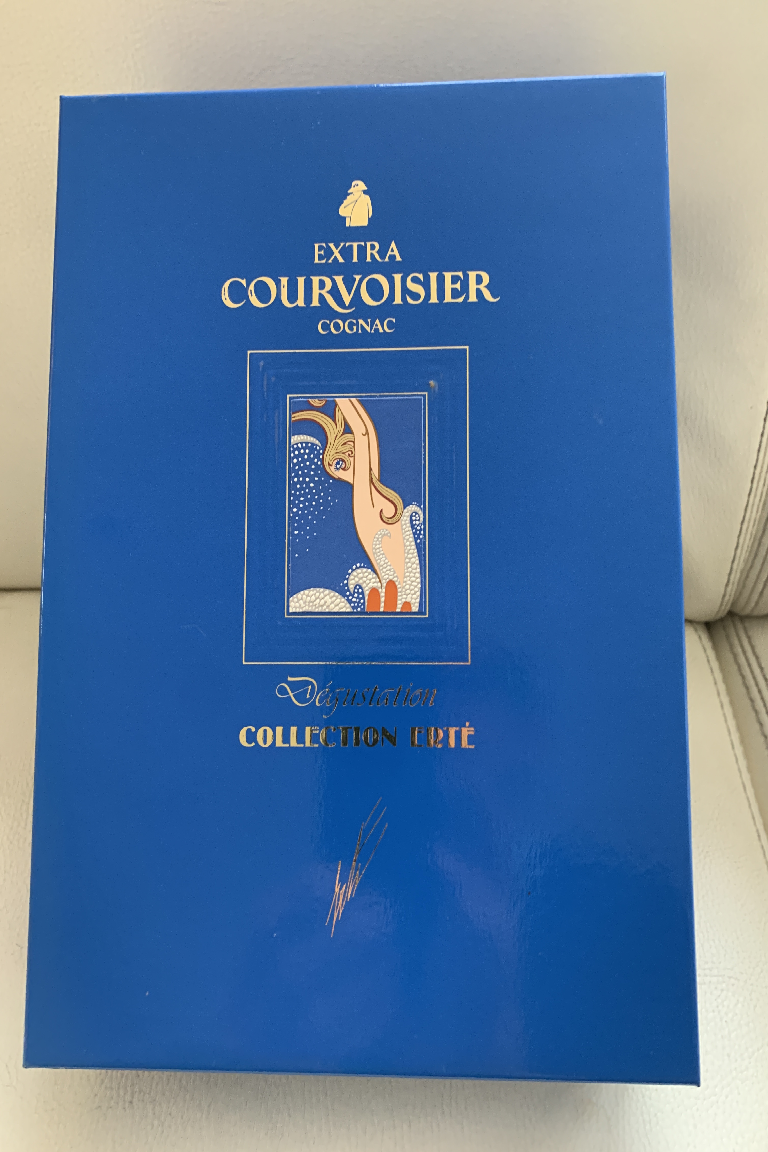 EXTRA
COURVOISIER
COGNAC
Dégustation
COLLECTION ERTÉ